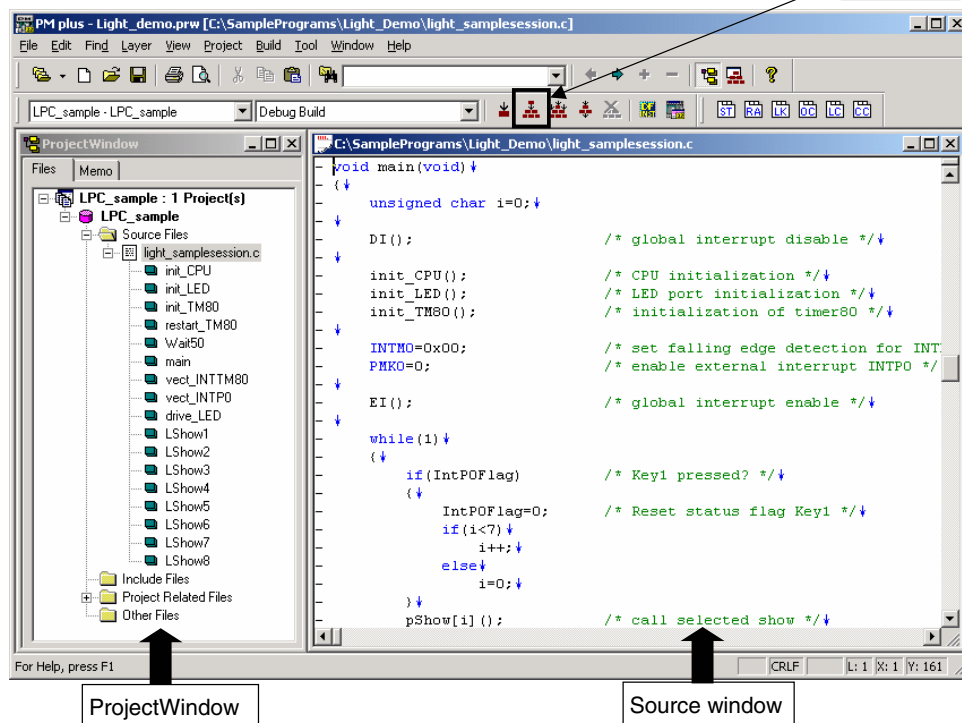 PM plus - Light_demo.prw [C:\SamplePrograms\Light_Demo\light_samplesession.c]
File Edit Find Layer View Project Build Tool Window Help
LPC_sample - LPC_sample Debug Build
ST RA LK OC LC CC
ProjectWindow
Files Memo
LPC_sample : 1 Project(s)
LPC_sample
Source Files
light_samplesession.c
init_CPU
init_LED
init_TM80
restart_TM80
Wait50
main
vect_INTTM80
vect_INTP0
drive_LED
LShow1
LShow2
LShow3
LShow4
LShow5
LShow6
LShow7
LShow8
Include Files
Project Related Files
Other Files
C:\SamplePrograms\Light_Demo\light_samplesession.c
void main(void)
{
unsigned char i=0;
DI(); /* global interrupt disable */
init_CPU(); /* CPU initialization */
init_LED(); /* LED port initialization */
init_TM80(); /* initialization of timer80 */
INTM0=0x00; /* set falling edge detection for INT
PMK0=0; /* enable external interrupt INTP0 */
EI(); /* global interrupt enable */
while(1)
{
if(IntP0Flag) /* Key1 pressed? */
{
IntP0Flag=0; /* Reset status flag Key1 */
if(i<7)
i++;
else
i=0;
}
pShow[i](); /* call selected show */
For Help, press F1
CRLF L: 1 X: 1 Y: 161
ProjectWindow
Source window